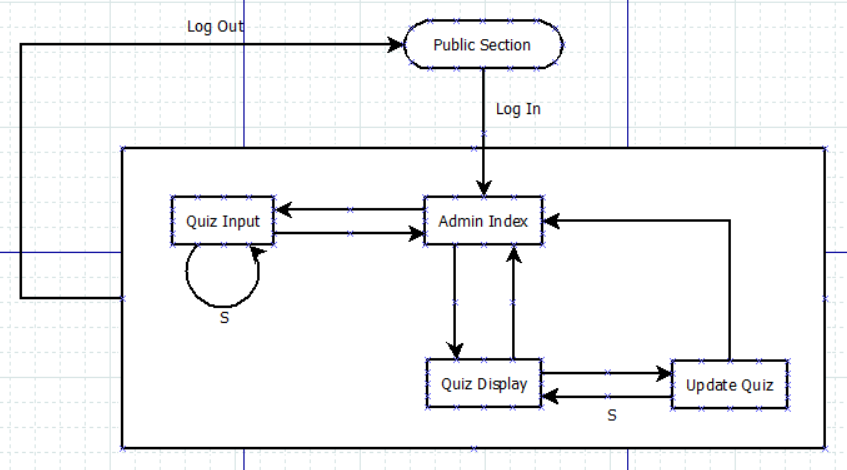 Log Out
Public Section
Log In
Quiz Input
Admin Index
S
Quiz Display
Update Quiz
S